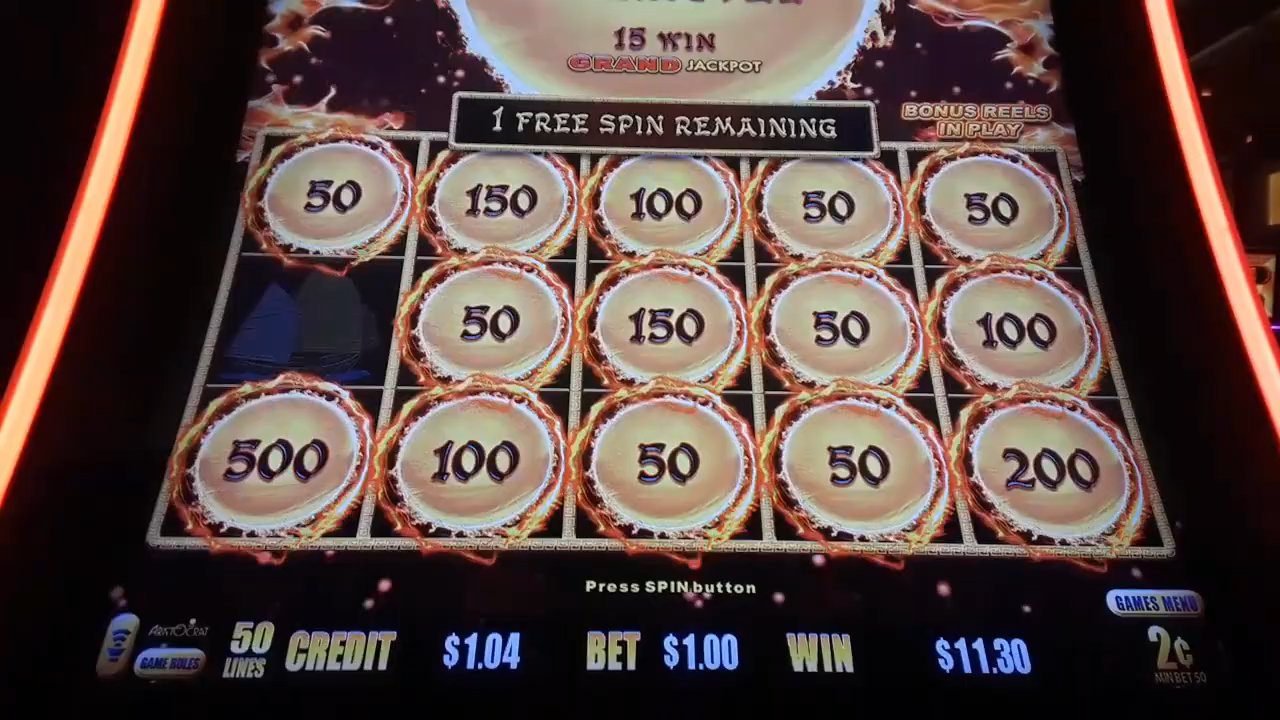 15 WIN
GRAND JACKPOT
1 FREE SPIN REMAINING
BONUS REELS
IN PLAY
50 150 100 50 50
50 150 50 100
500 100 50 50 200
Press SPIN button
GAMES MENU
ARISTOCRAT
GAME RULES
50
LINES
CREDIT $1.04 BET $1.00 WIN $11.30
2¢
MIN BET 50